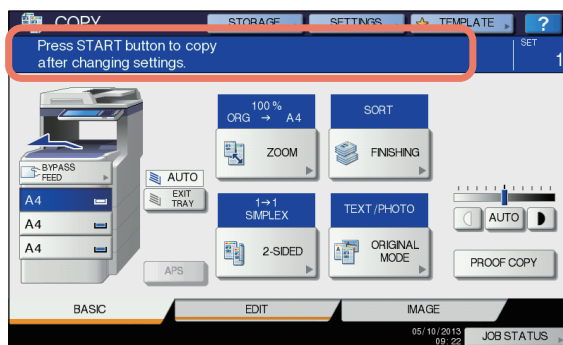 COPY
STORAGE
SETTINGS
TEMPLATE
?
Press START button to copy
after changing settings.
SET
1
100 %
ORG → A4
ZOOM
SORT
FINISHING
BYPASS
FEED
A4
A4
A4
AUTO
EXIT
TRAY
APS
1→1
SIMPLEX
2-SIDED
TEXT/PHOTO
ORIGINAL
MODE
AUTO
PROOF COPY
BASIC
EDIT
IMAGE
05/10/2013
09:22
JOB STATUS